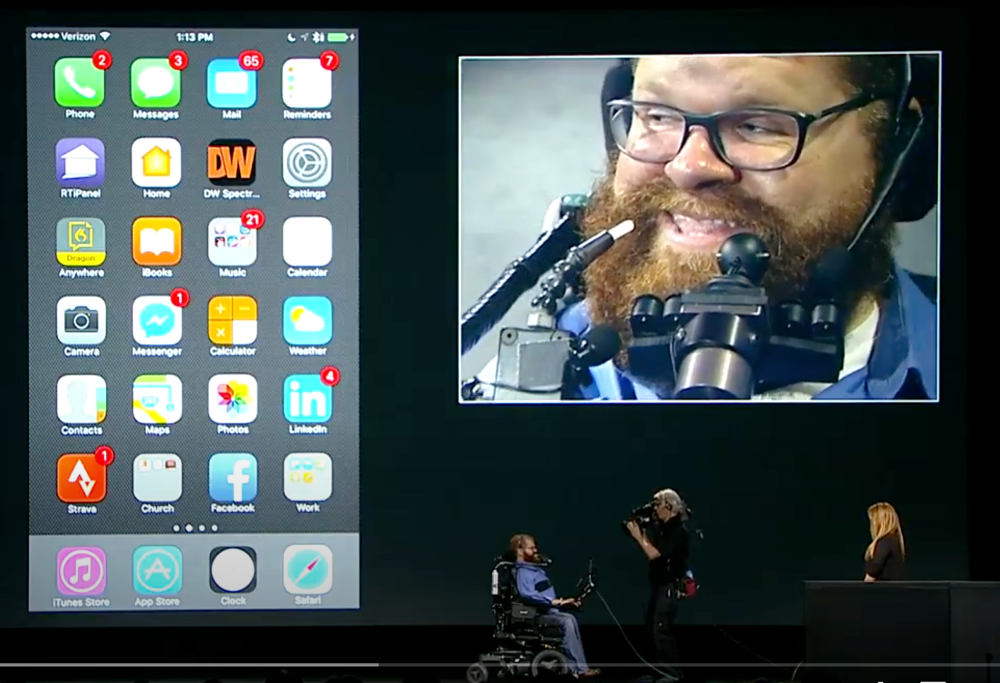 Verizon 1:13 PM
2 3 65 7
Phone Messages Mail Reminders
DW
RTiPanel Home DW Spectr... Settings
21
Dragon
Anywhere iBooks Music Calendar
1
Camera Messenger Calculator Weather
4
in
Contacts Maps Photos LinkedIn
1
f
Strava Church Facebook Work
iTunes Store App Store Clock Safari